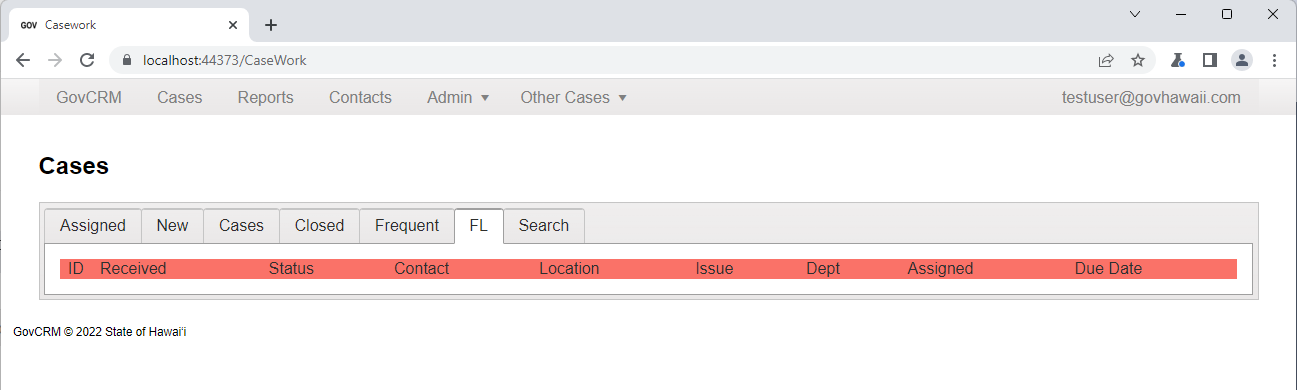 GOV Casework
localhost:44373/CaseWork
GovCRM Cases Reports Contacts Admin Other Cases testuser@govhawaii.com
Cases
Assigned New Cases Closed Frequent FL Search
ID Received Status Contact Location Issue Dept Assigned Due Date
GovCRM © 2022 State of Hawai'i